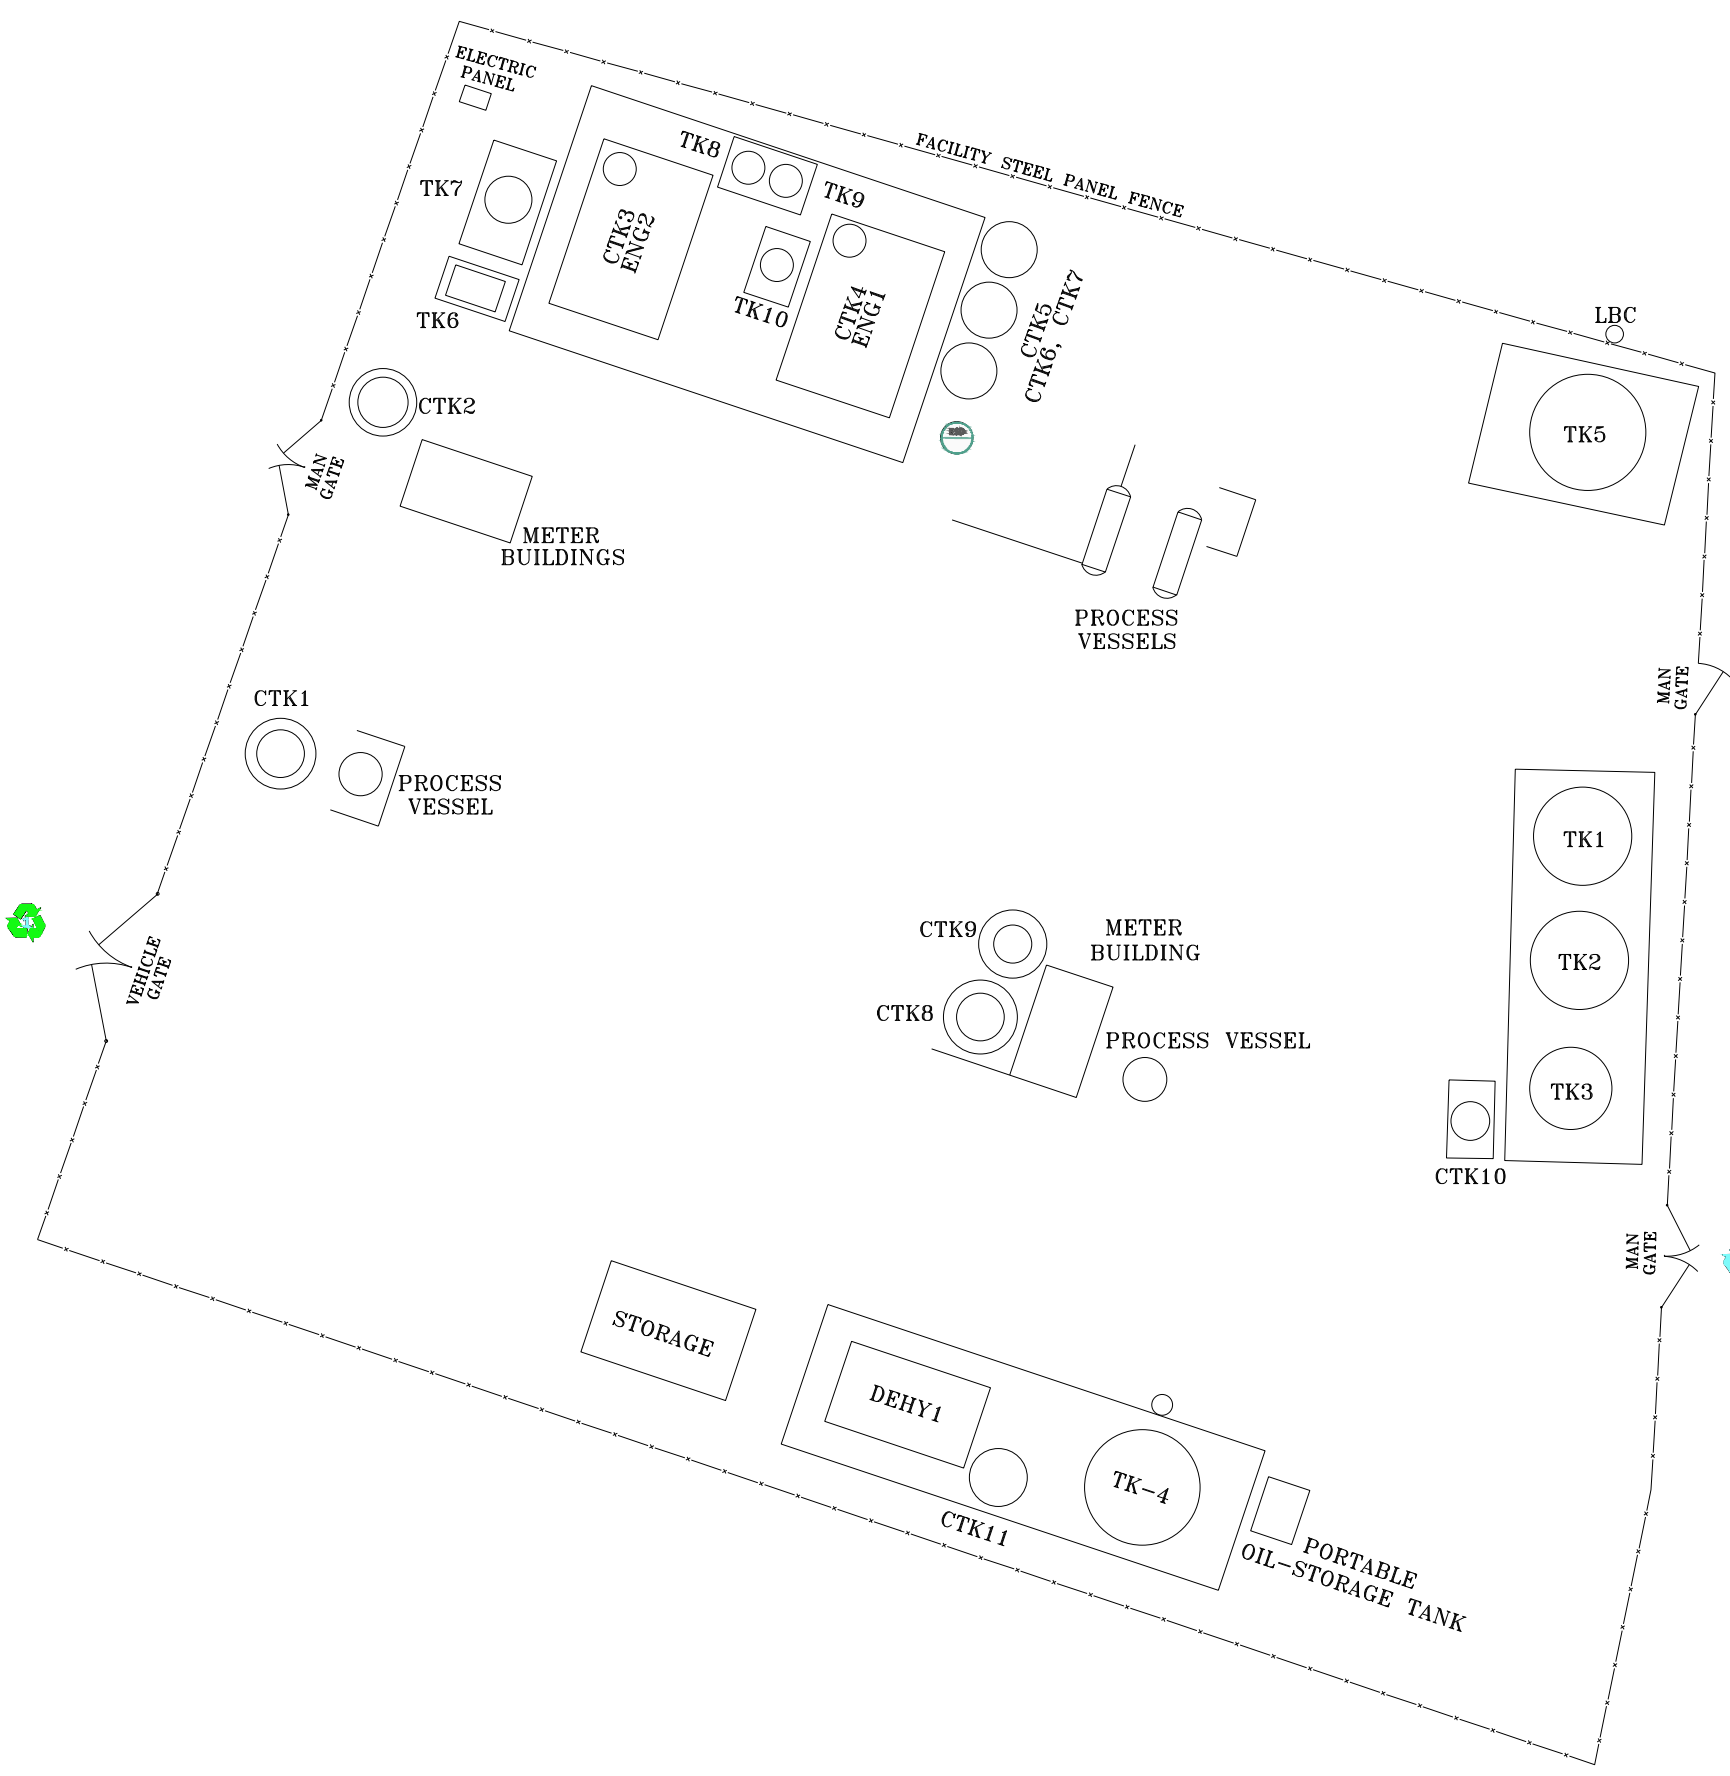 ELECTRIC
PANEL
FACILITY STEEL PANEL FENCE
TK8
TK9
TK7
CTK3
ENG2
TK10
CTK4
ENG1
CTK5
CTK6, CTK7
TK6
LBC
TK5
CTK2
MAN
GATE
METER
BUILDINGS
PROCESS
VESSELS
MAN
GATE
CTK1
PROCESS
VESSEL
TK1
VEHICLE
GATE
CTK9
METER
BUILDING
TK2
CTK8
PROCESS VESSEL
TK3
CTK10
MAN
GATE
STORAGE
DEHY1
TK-4
CTK11
PORTABLE
OIL-STORAGE TANK